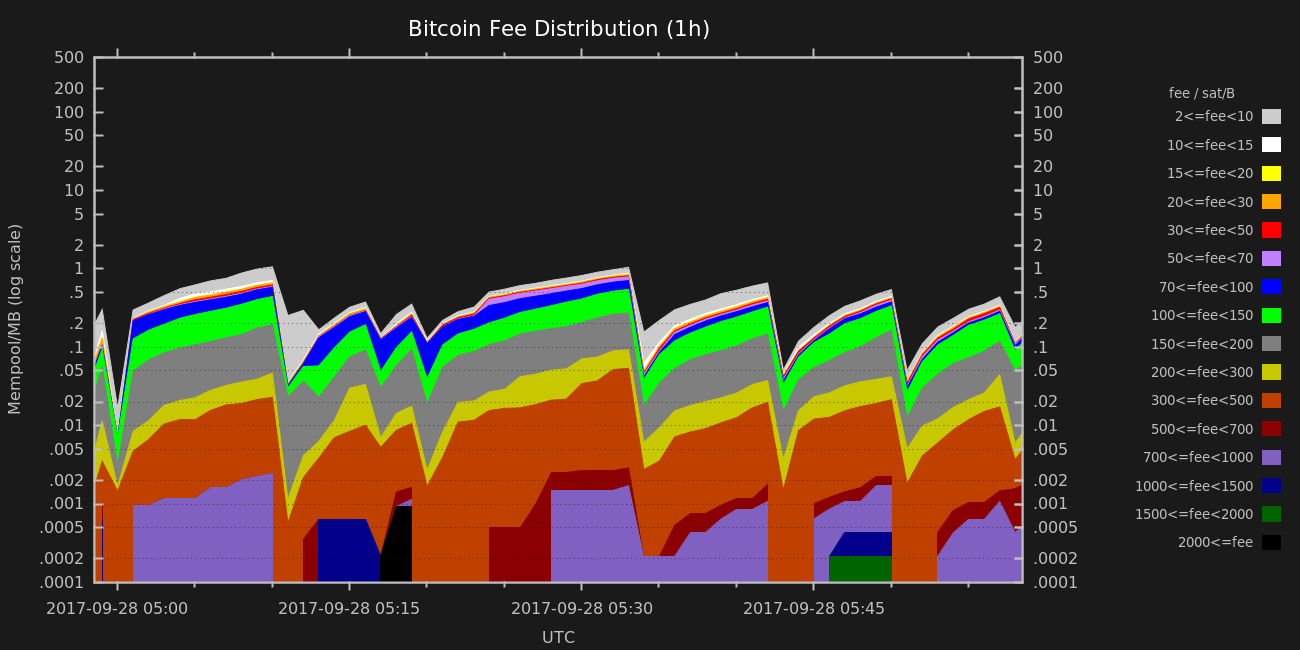 Bitcoin Fee Distribution (1h)
500 500
200 200
100 100
50 50
20 20
10 10
5 5
2 2
1 1
.5 .5
.2 .2
.1 .1
.05 .05
.02 .02
.01 .01
.005 .005
.002 .002
.001 .001
.0005 .0005
.0002 .0002
.0001 .0001
Mempool/MB (log scale)
2017-09-28 05:00 2017-09-28 05:15 2017-09-28 05:30 2017-09-28 05:45
UTC
fee / sat/B
2<=fee<10
10<=fee<15
15<=fee<20
20<=fee<30
30<=fee<50
50<=fee<70
70<=fee<100
100<=fee<150
150<=fee<200
200<=fee<300
300<=fee<500
500<=fee<700
700<=fee<1000
1000<=fee<1500
1500<=fee<2000
2000<=fee